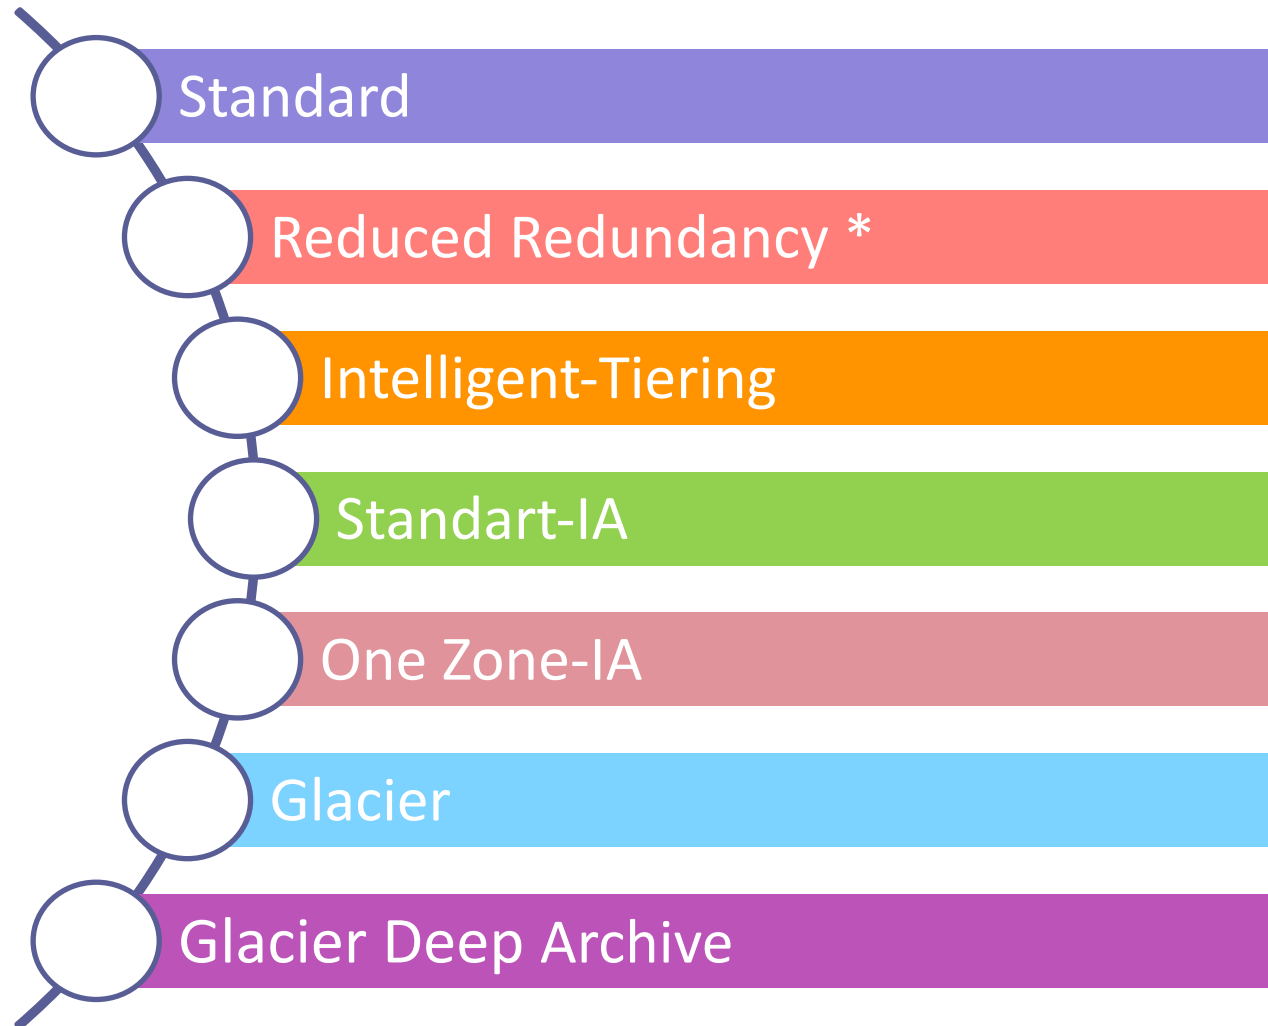 Standard
Reduced Redundancy *
Intelligent-Tiering
Standart-IA
One Zone-IA
Glacier
Glacier Deep Archive